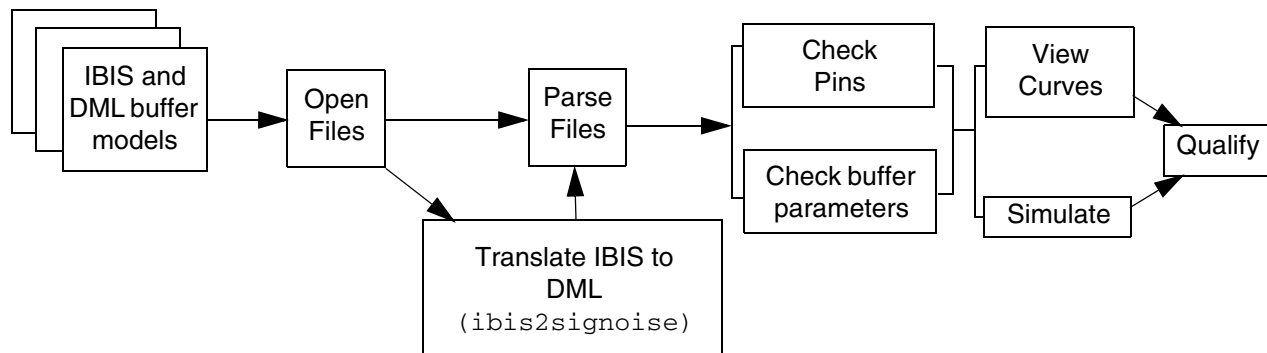 IBIS and
DML buffer
models
Open
Files
Parse
Files
Translate IBIS to
DML
(ibis2signoise)
Check
Pins
Check buffer
parameters
View
Curves
Simulate
Qualify